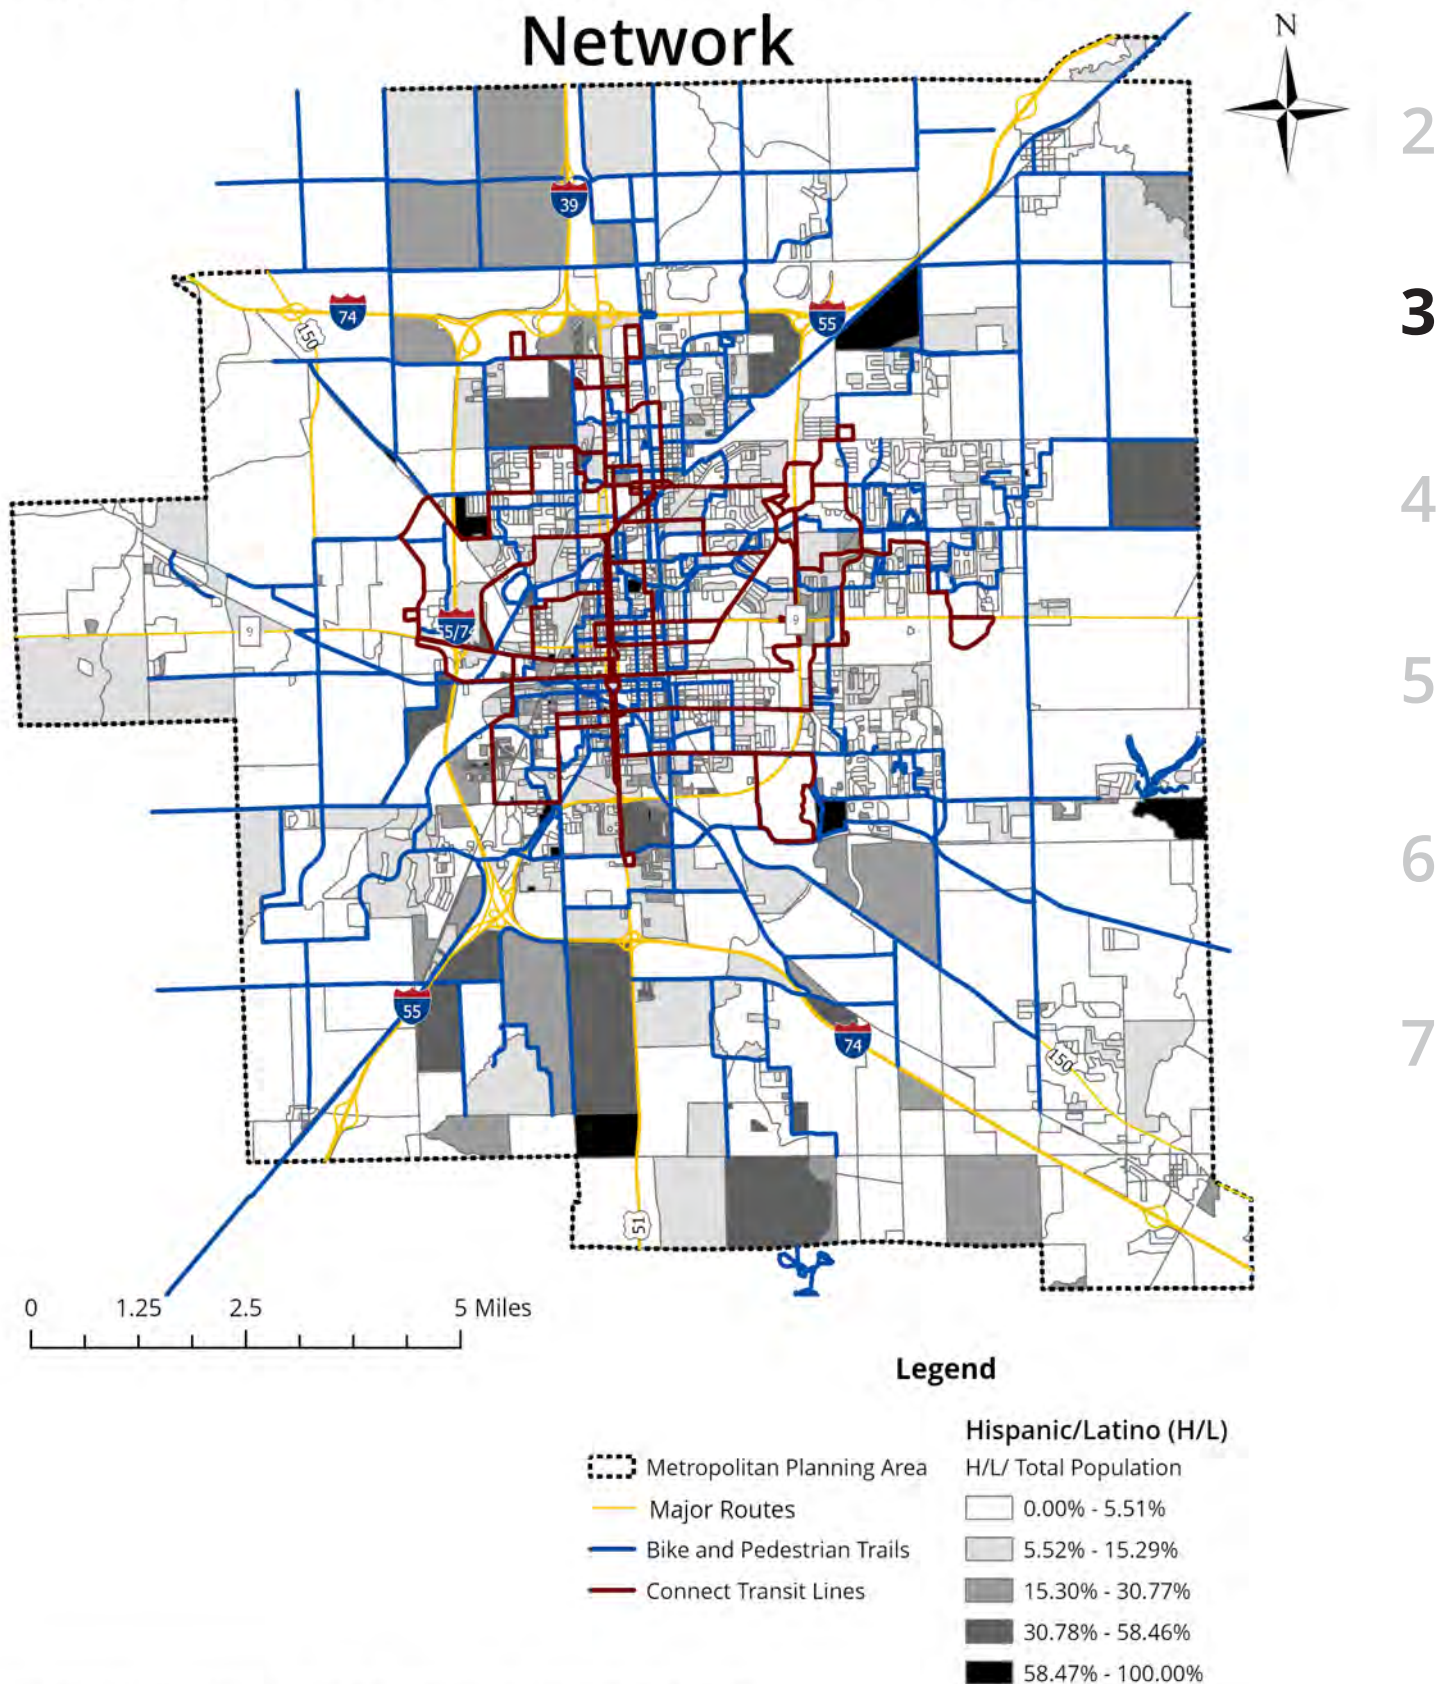 Network
N
2
39
3
74
150
55
4
55/74
9
9
5
6
55
74
7
150
51
0 1.25 2.5 5 Miles
Legend
Hispanic/Latino (H/L)
Metropolitan Planning Area
H/L/ Total Population
Major Routes
0.00% - 5.51%
Bike and Pedestrian Trails
5.52% - 15.29%
Connect Transit Lines
15.30% - 30.77%
30.78% - 58.46%
58.47% - 100.00%